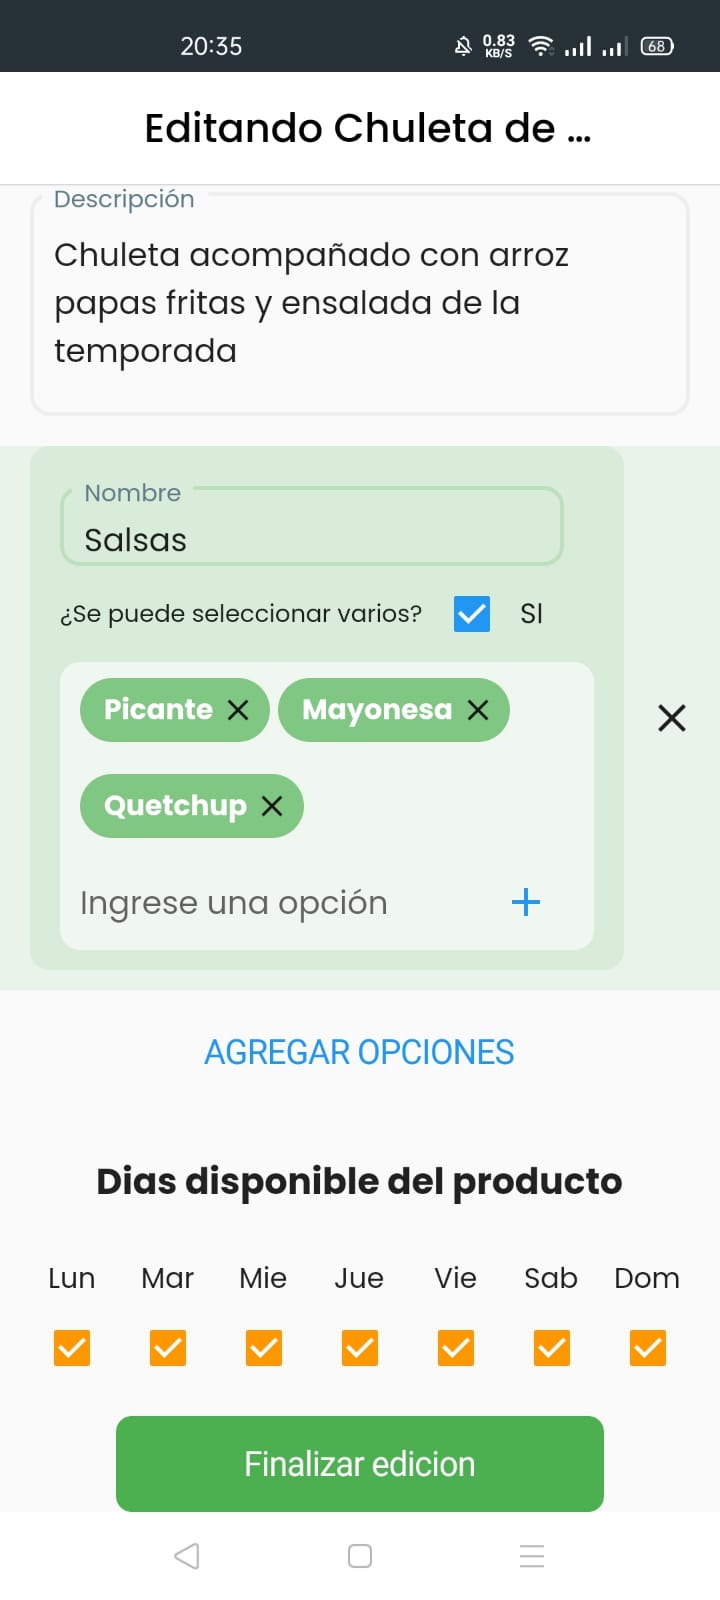 20:35
0.83
KB/S
68
Editando Chuleta de ...
Descripción
Chuleta acompañado con arroz
papas fritas y ensalada de la
temporada
Nombre
Salsas
¿Se puede seleccionar varios? SI
Picante Mayonesa
Quetchup
Ingrese una opción
AGREGAR OPCIONES
Dias disponible del producto
Lun Mar Mie Jue Vie Sab Dom
Finalizar edicion